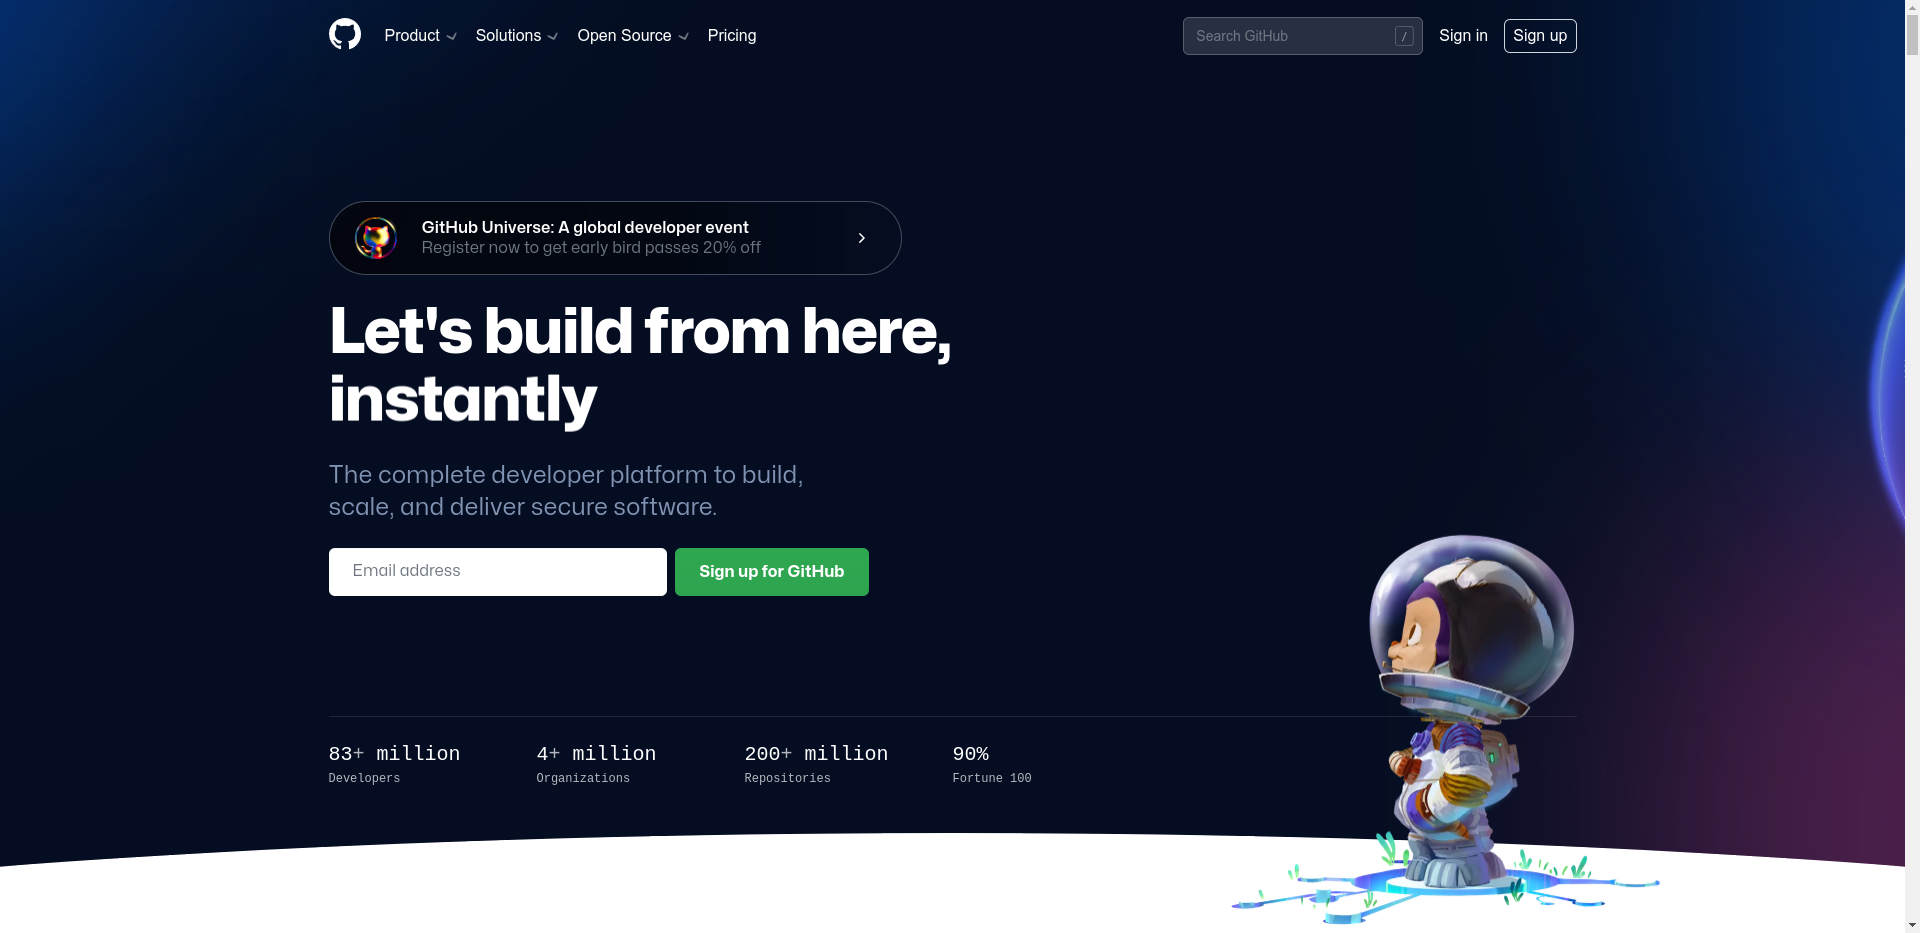 Product
Solutions
Open Source
Pricing
Search GitHub
/
Sign in
Sign up
GitHub Universe: A global developer event
Register now to get early bird passes 20% off
Let's build from here,
instantly
The complete developer platform to build,
scale, and deliver secure software.
Email address
Sign up for GitHub
83+ million
Developers
4+ million
Organizations
200+ million
Repositories
90%
Fortune 100